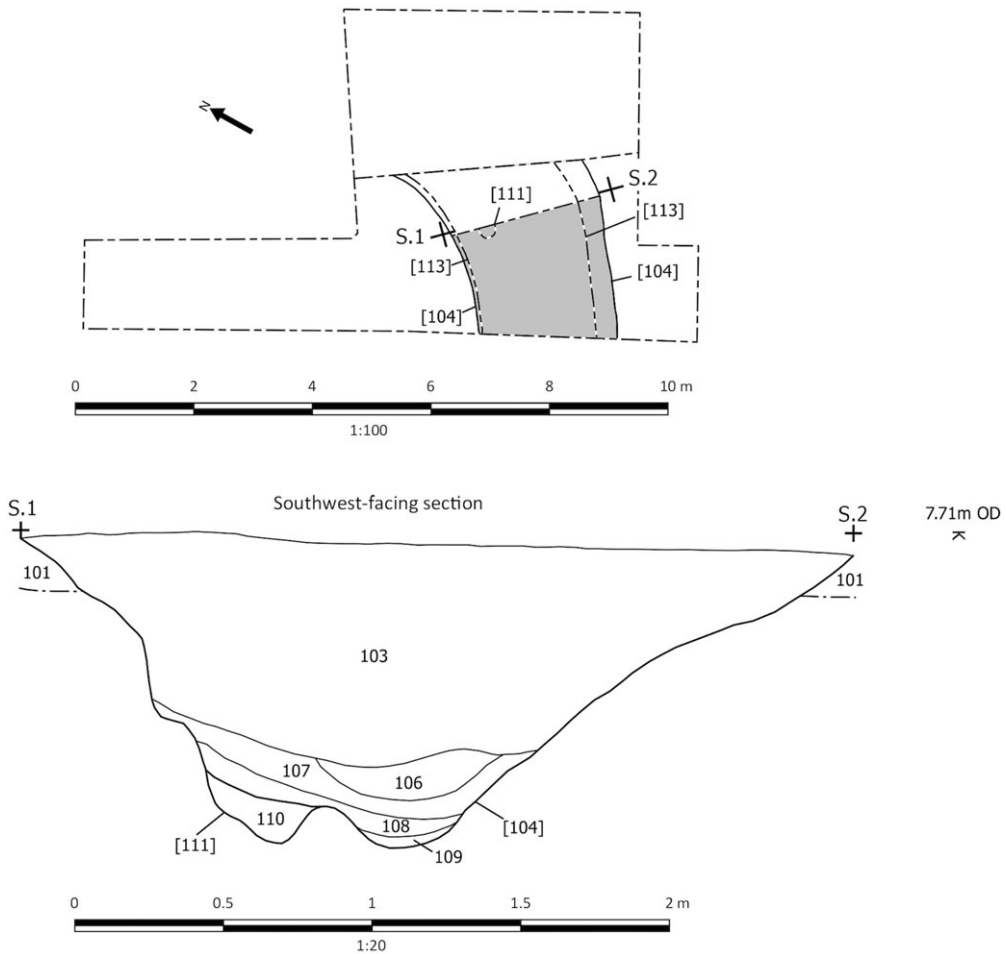 N
[111]
S.2
S.1
[113]
[113]
[104]
[104]
0 2 4 6 8 10 m
1:100
Southwest-facing section
S.1
S.2
7.71m OD
101
101
103
107
106
110
108
[104]
[111]
109
0 0.5 1 1.5 2 m
1:20